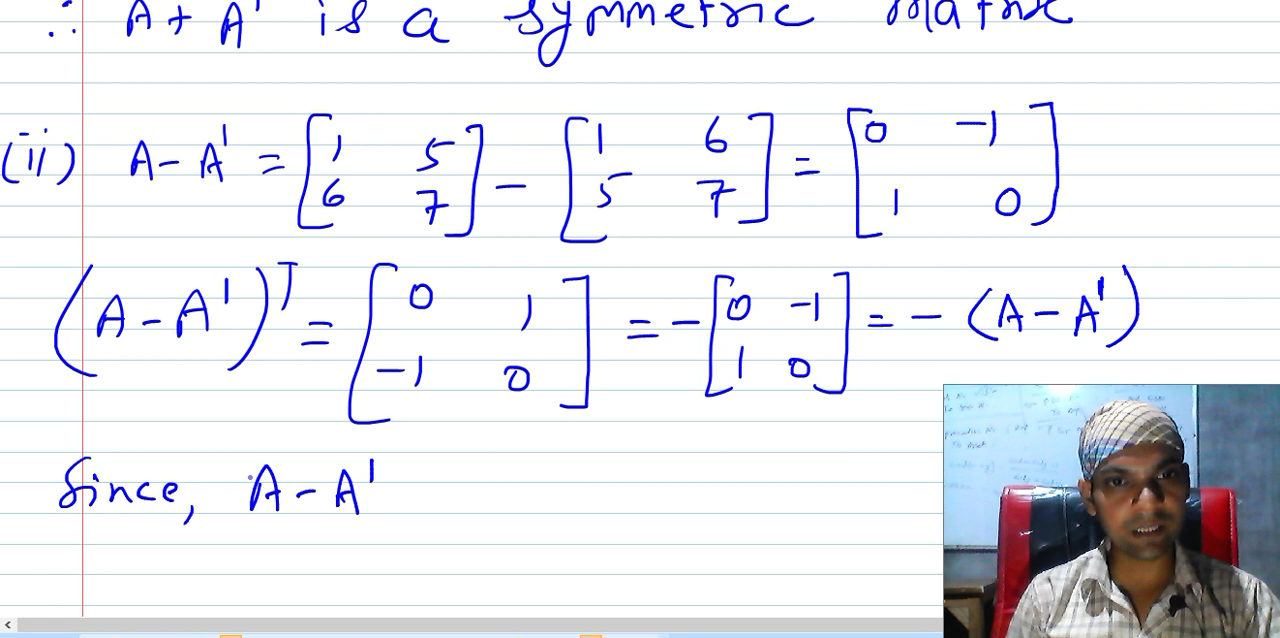 ∴ A + A' is a symmetric matrix
(ii) A - A' = [1 5; 6 7] - [1 6; 5 7] = [0 -1; 1 0]
(A - A')ᵀ = [0 1; -1 0] = -[0 -1; 1 0] = -(A - A')
Since, A - A'